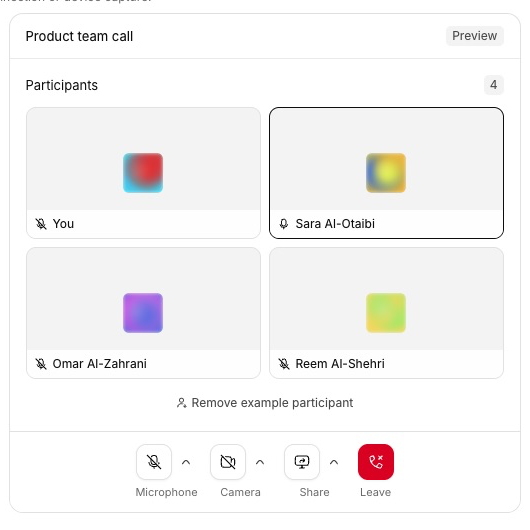 Product team call
Preview
Participants
4
You
Sara Al-Otaibi
Omar Al-Zahrani
Reem Al-Shehri
Remove example participant
Microphone
Camera
Share
Leave